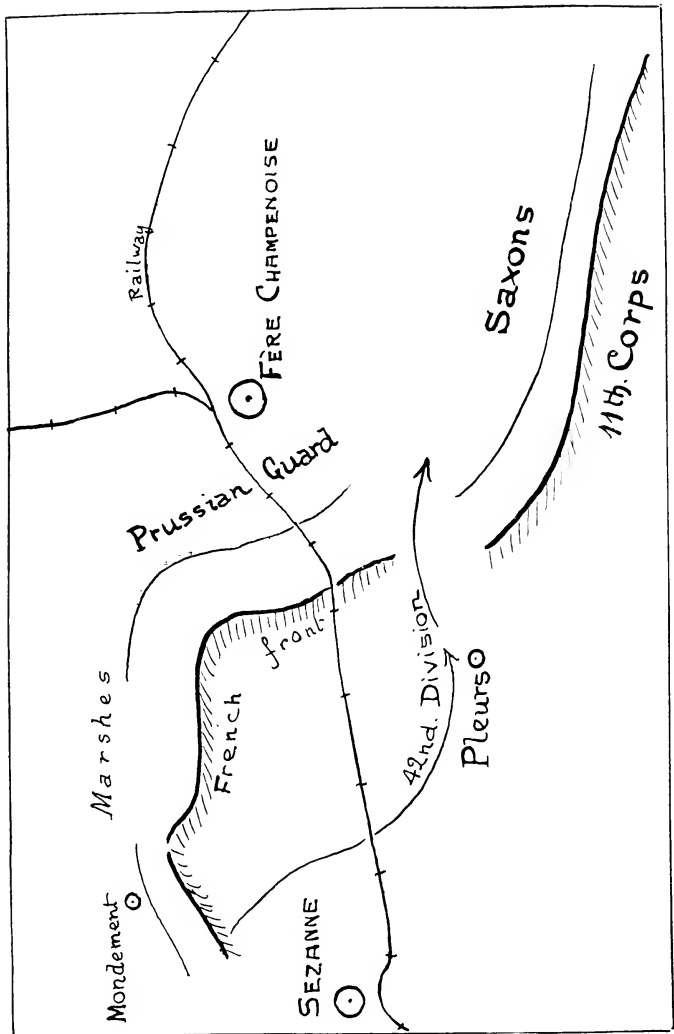 Mondement
Marshes
Prussian Guard
Railway
FÈRE CHAMPENOISE
French
front
SEZANNE
42nd. Division
Pleurs
Saxons
11th. Corps